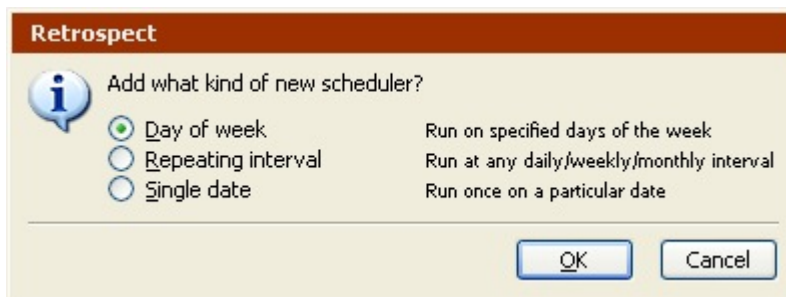 Retrospect
Add what kind of new scheduler?
Day of week Run on specified days of the week
Repeating interval Run at any daily/weekly/monthly interval
Single date Run once on a particular date
OK Cancel